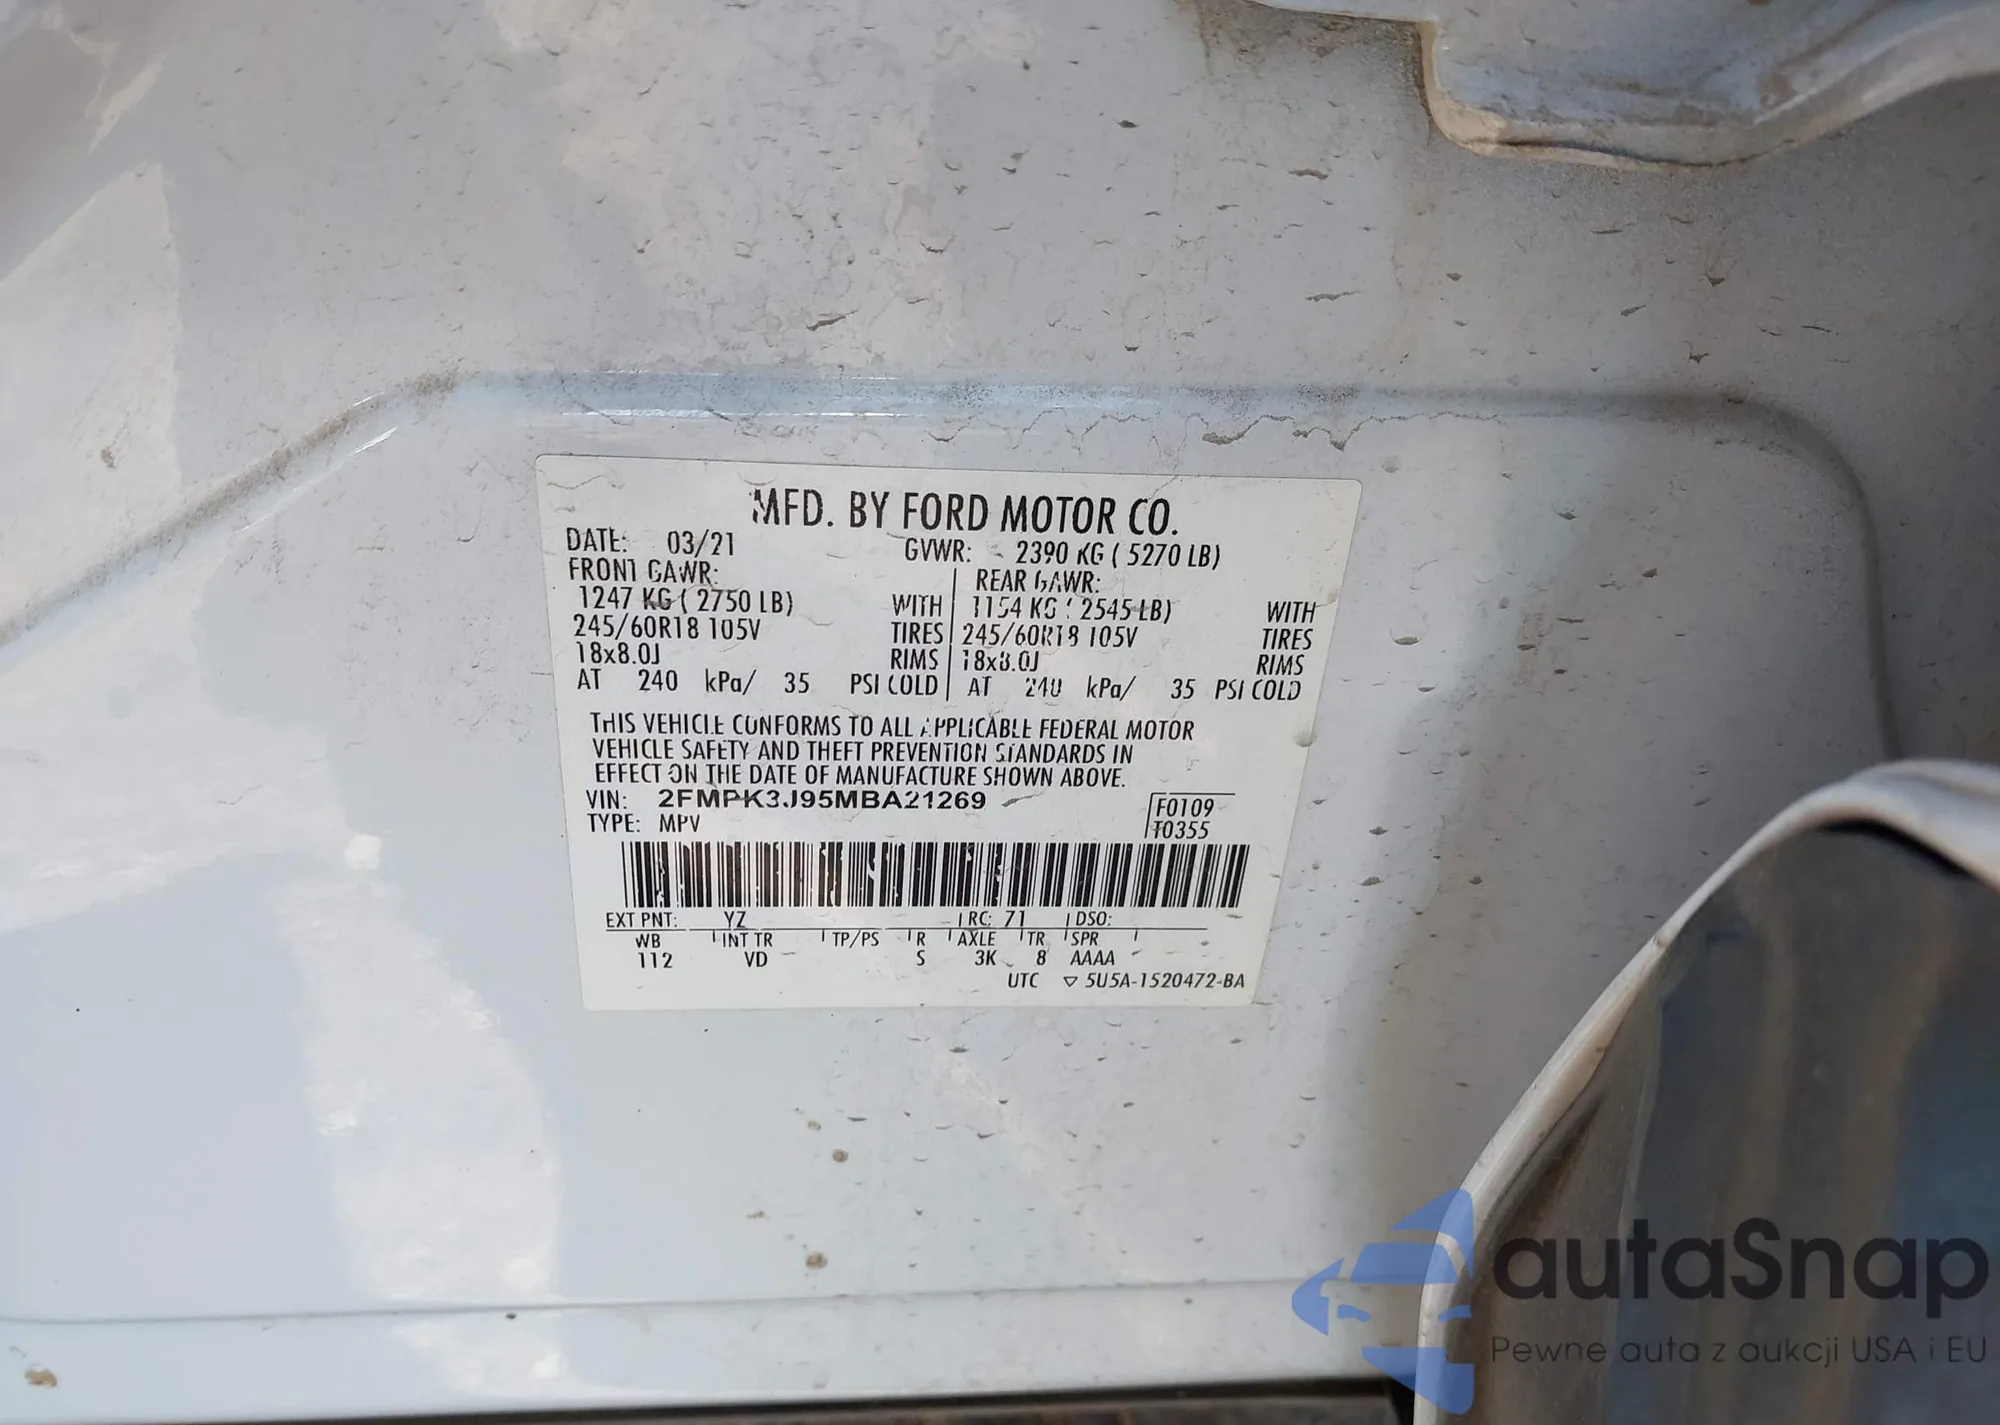 MFD. BY FORD MOTOR CO.
DATE: 03/21 GVWR: 2390 KG ( 5270 LB)
FRONT GAWR: REAR GAWR:
1247 KG ( 2750 LB) WITH 1154 KG ( 2545 LB) WITH
245/60R18 105V TIRES 245/60R18 105V TIRES
18x8.0J RIMS 18x8.0J RIMS
AT 240 kPa/ 35 PSI COLD AT 240 kPa/ 35 PSI COLD
THIS VEHICLE CONFORMS TO ALL APPLICABLE FEDERAL MOTOR
VEHICLE SAFETY AND THEFT PREVENTION STANDARDS IN
EFFECT ON THE DATE OF MANUFACTURE SHOWN ABOVE.
VIN: 2FMPK3J95MBA21269
TYPE: MPV
F0109
T0355
EXT PNT: YZ RC: 71 DSO:
WB INT TR TP/PS R AXLE TR SPR
112 VD S 3K 8 AAAA
UTC ▽ 5U5A-1520472-BA
autaSnap
Pewne auta z aukcji USA i EU